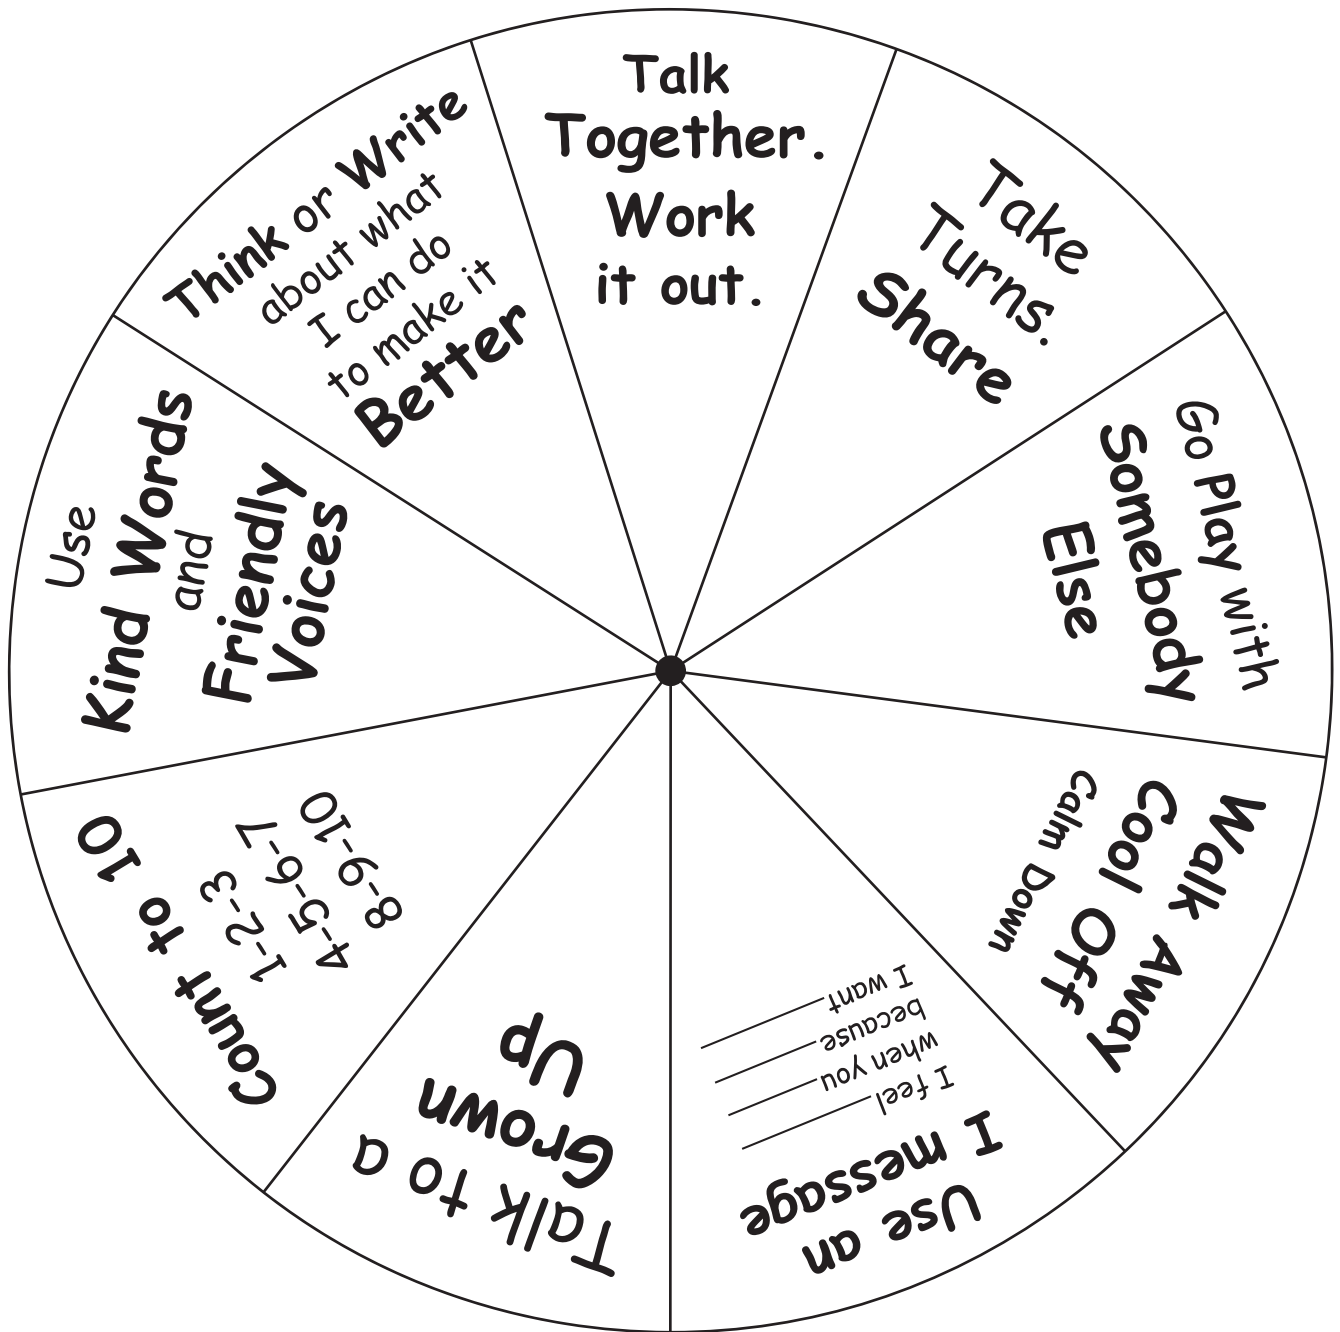 Talk
Together.
Work
it out.
Take
Turns.
Share
Go Play with
Somebody
Else
Walk Away
Cool Off
Calm Down
Use an
I message
I feel
when you
because
I want
Talk to a
Grown
Up
Count to 10
1-2-3
4-5-6-7
8-9-10
Use
Kind Words
and
Friendly
Voices
Think or Write
about what
I can do
to make it
Better